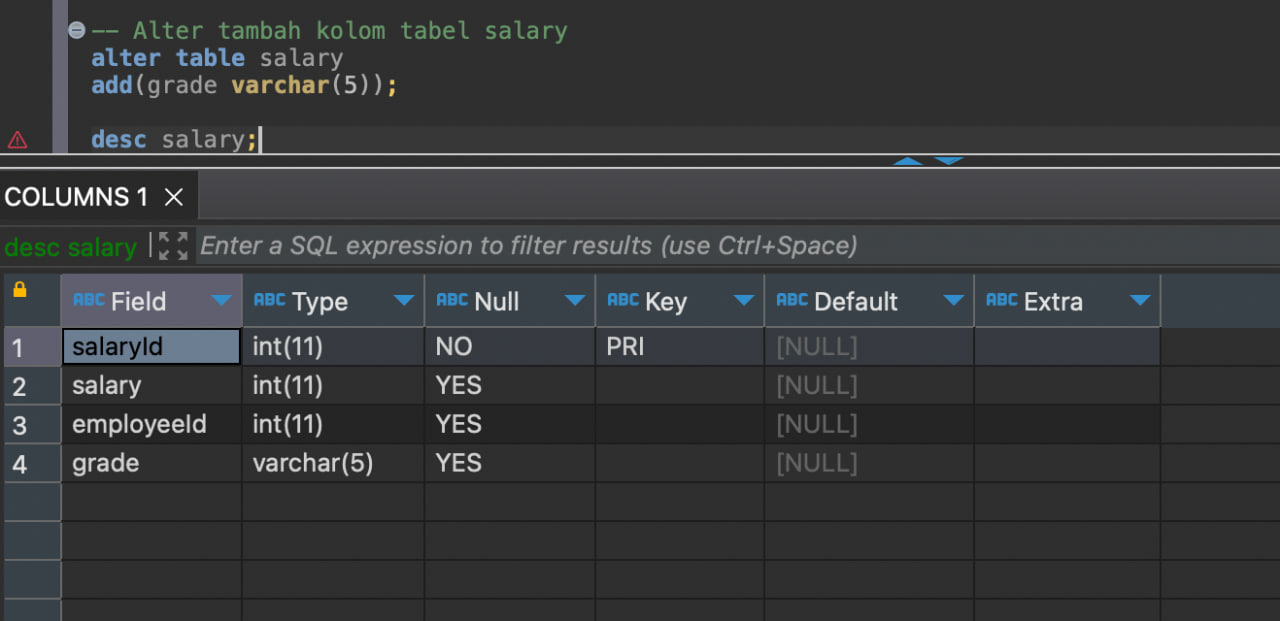 -- Alter tambah kolom tabel salary
alter table salary
add(grade varchar(5));
desc salary;
COLUMNS 1
desc salary Enter a SQL expression to filter results (use Ctrl+Space)
ABC Field ABC Type ABC Null ABC Key ABC Default ABC Extra
1 salaryId int(11) NO PRI [NULL]
2 salary int(11) YES [NULL]
3 employeeId int(11) YES [NULL]
4 grade varchar(5) YES [NULL]